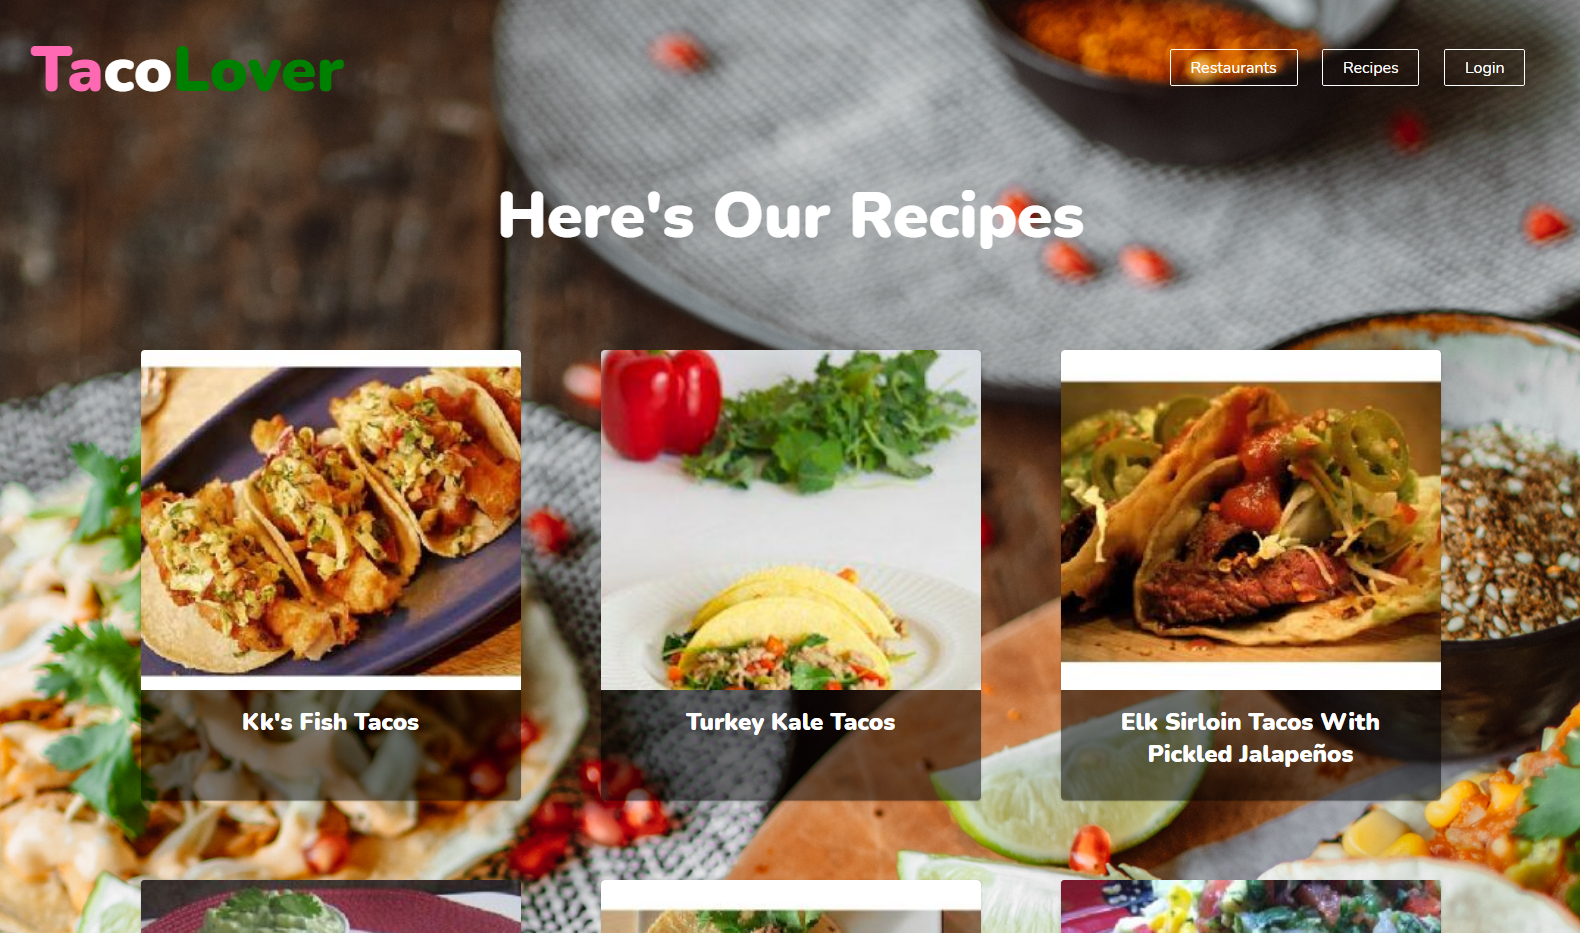 TacoLover
Restaurants
Recipes
Login
Here's Our Recipes
Kk's Fish Tacos
Turkey Kale Tacos
Elk Sirloin Tacos With
Pickled Jalapeños